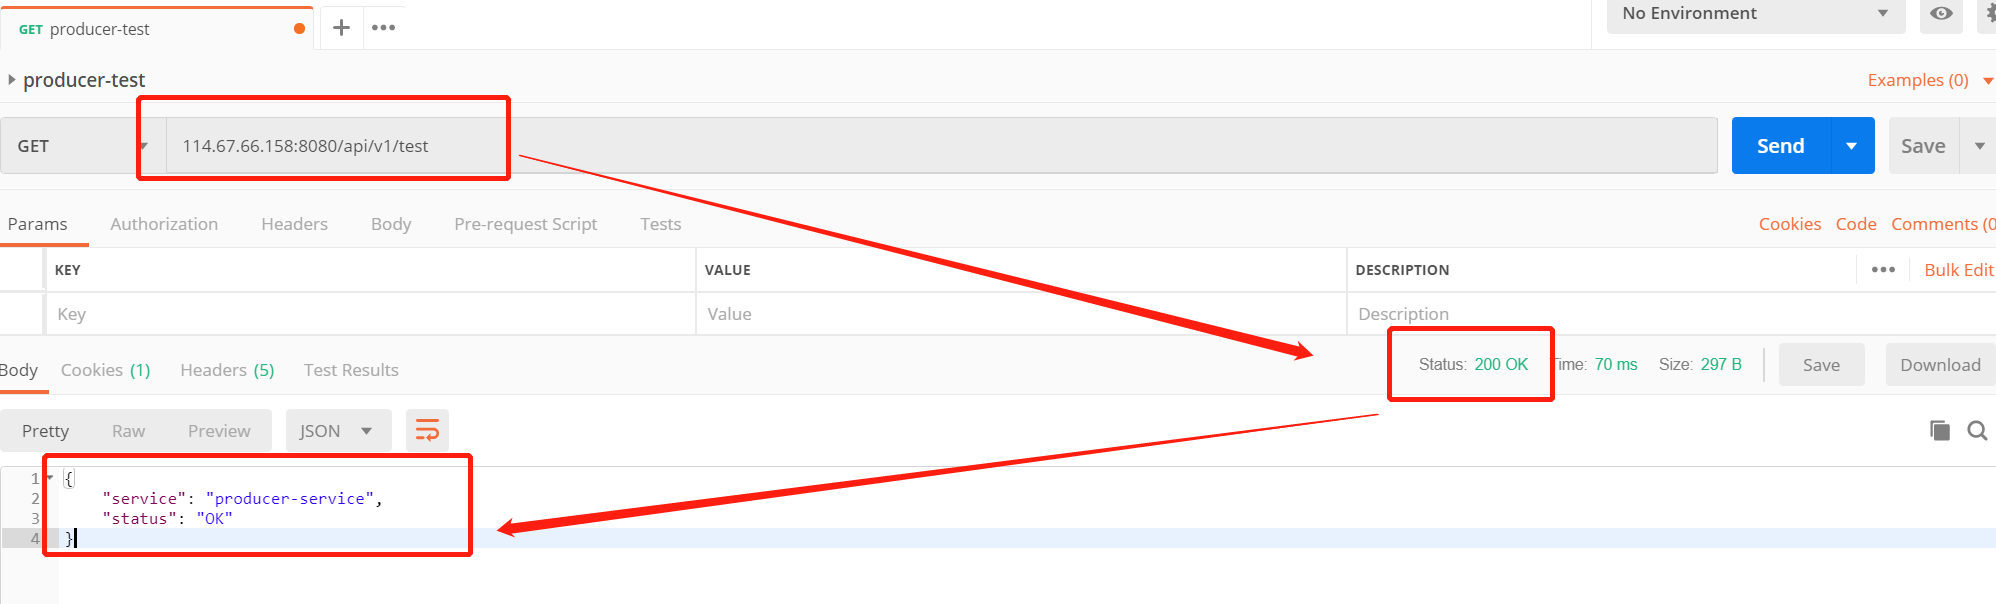 GET producer-test
No Environment
producer-test
Examples (0)
GET 114.67.66.158:8080/api/v1/test Send Save
Params Authorization Headers Body Pre-request Script Tests Cookies Code Comments (0
KEY VALUE DESCRIPTION Bulk Edit
Key Value Description
Body Cookies (1) Headers (5) Test Results Status: 200 OK Time: 70 ms Size: 297 B Save Download
Pretty Raw Preview JSON
1 {
2 "service": "producer-service",
3 "status": "OK"
4 }